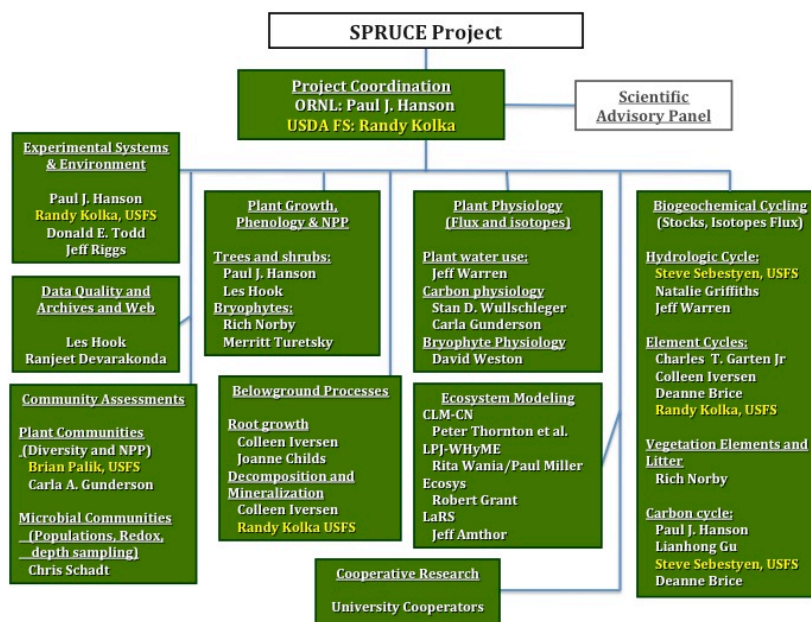 SPRUCE Project
Project Coordination
ORNL: Paul J. Hanson
USDA FS: Randy Kolka
Scientific
Advisory Panel
Experimental Systems
& Environment
Paul J. Hanson
Randy Kolka, USFS
Donald E. Todd
Jeff Riggs
Data Quality and
Archives and Web
Les Hook
Ranjeet Devarakonda
Community Assessments
Plant Communities
(Diversity and NPP)
Brian Palik, USFS
Carla A. Gunderson
Microbial Communities
(Populations, Redox,
depth sampling)
Chris Schadt
Plant Growth,
Phenology & NPP
Trees and shrubs:
Paul J. Hanson
Les Hook
Bryophytes:
Rich Norby
Merritt Turetsky
Belowground Processes
Root growth
Colleen Iversen
Joanne Childs
Decomposition and
Mineralization
Colleen Iversen
Randy Kolka USFS
Plant Physiology
(Flux and isotopes)
Plant water use:
Jeff Warren
Carbon physiology
Stan D. Wullschleger
Carla Gunderson
Bryophyte Physiology
David Weston
Ecosystem Modeling
CLM-CN
Peter Thornton et al.
LPJ-WHyME
Rita Wania/Paul Miller
Ecosys
Robert Grant
LaRS
Jeff Amthor
Cooperative Research
University Cooperators
Biogeochemical Cycling
(Stocks, Isotopes Flux)
Hydrologic Cycle:
Steve Sebestyen, USFS
Natalie Griffiths
Jeff Warren
Element Cycles:
Charles T. Garten Jr
Colleen Iversen
Deanne Brice
Randy Kolka, USFS
Vegetation Elements and
Litter
Rich Norby
Carbon cycle:
Paul J. Hanson
Lianhong Gu
Steve Sebestyen, USFS
Deanne Brice